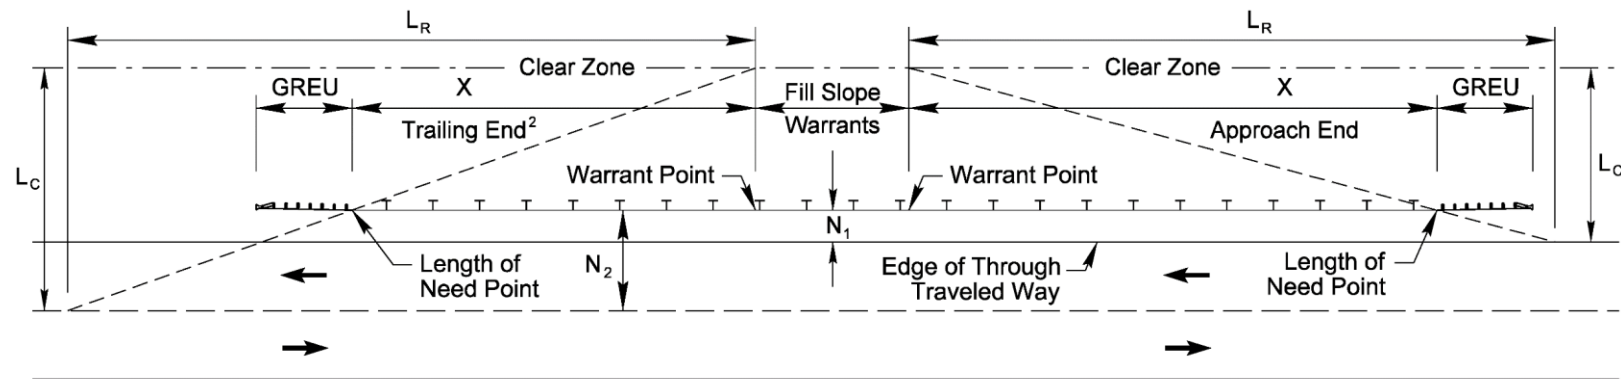 L_R
L_R
Clear Zone
Clear Zone
GREU
X
Fill Slope
Warrants
X
GREU
Trailing End²
Approach End
L_C
L_C
Warrant Point
Warrant Point
N₁
N₂
Length of
Need Point
Edge of Through
Traveled Way
Length of
Need Point